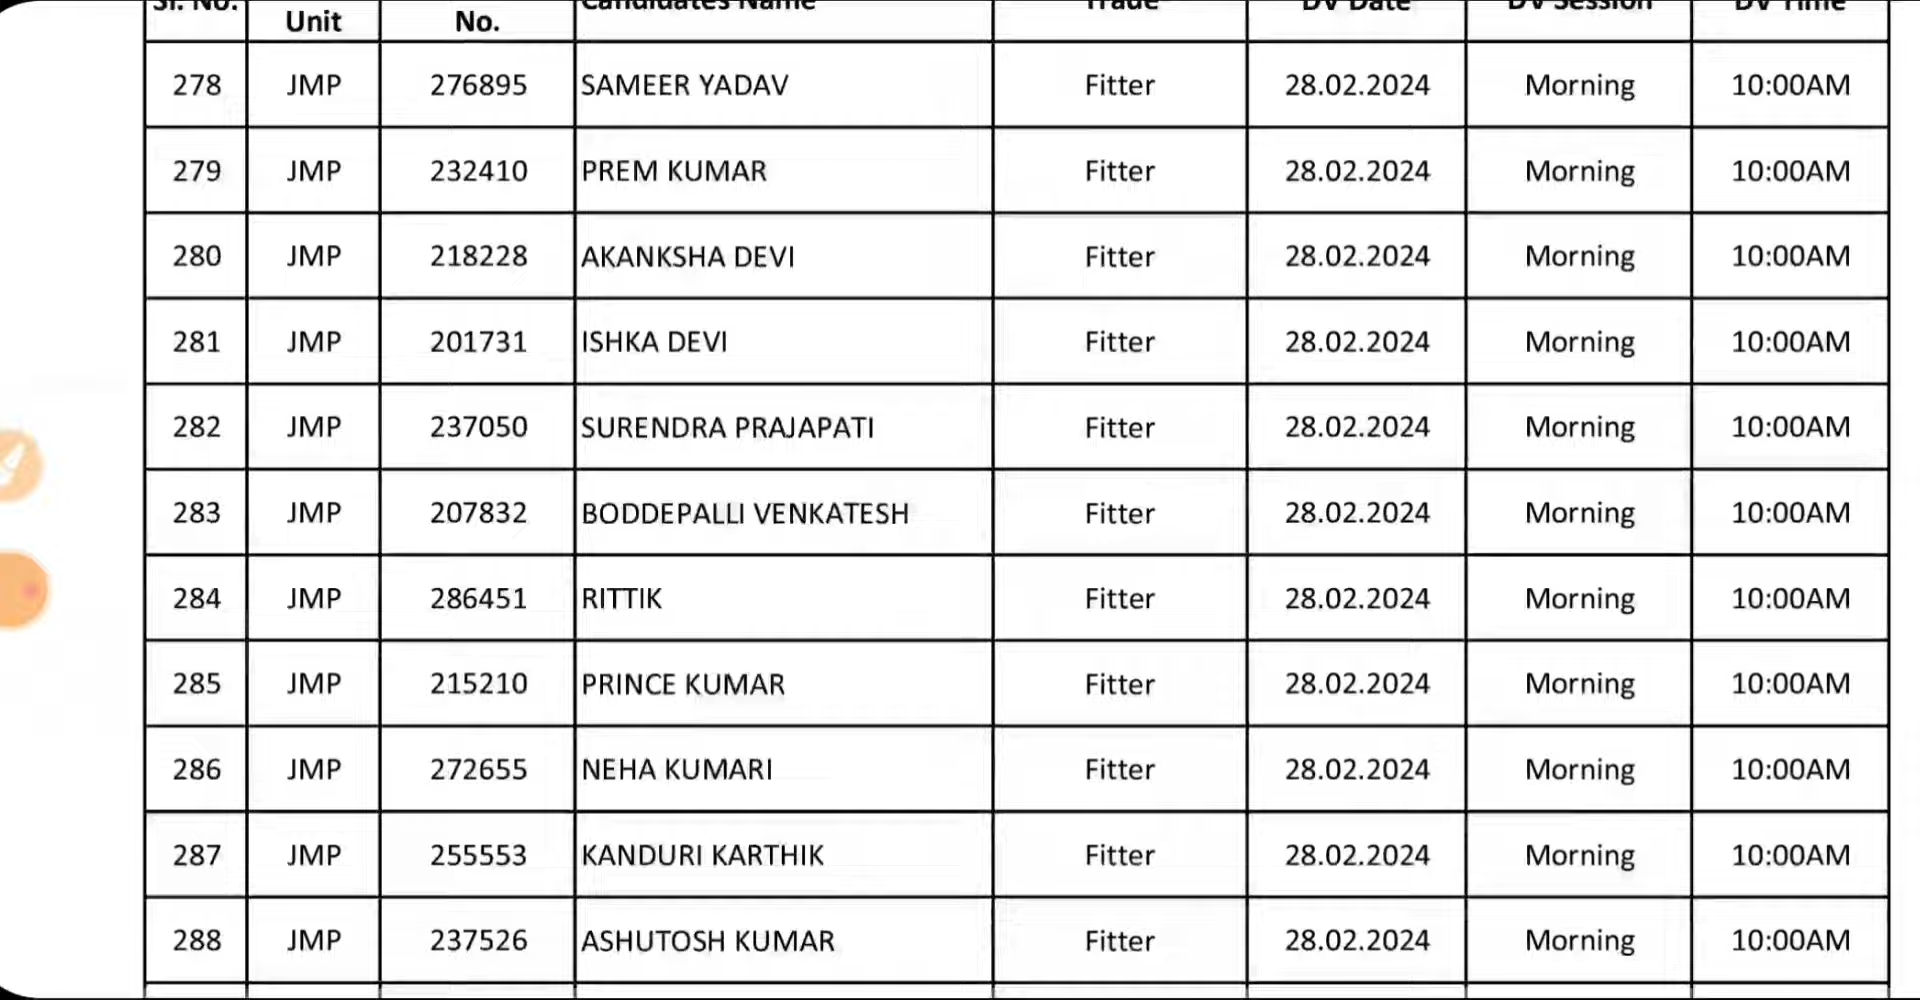 Sl. No. Unit No. Candidates Name Trade DV Date DV Session DV Time
278 JMP 276895 SAMEER YADAV Fitter 28.02.2024 Morning 10:00AM
279 JMP 232410 PREM KUMAR Fitter 28.02.2024 Morning 10:00AM
280 JMP 218228 AKANKSHA DEVI Fitter 28.02.2024 Morning 10:00AM
281 JMP 201731 ISHKA DEVI Fitter 28.02.2024 Morning 10:00AM
282 JMP 237050 SURENDRA PRAJAPATI Fitter 28.02.2024 Morning 10:00AM
283 JMP 207832 BODDEPALLI VENKATESH Fitter 28.02.2024 Morning 10:00AM
284 JMP 286451 RITTIK Fitter 28.02.2024 Morning 10:00AM
285 JMP 215210 PRINCE KUMAR Fitter 28.02.2024 Morning 10:00AM
286 JMP 272655 NEHA KUMARI Fitter 28.02.2024 Morning 10:00AM
287 JMP 255553 KANDURI KARTHIK Fitter 28.02.2024 Morning 10:00AM
288 JMP 237526 ASHUTOSH KUMAR Fitter 28.02.2024 Morning 10:00AM